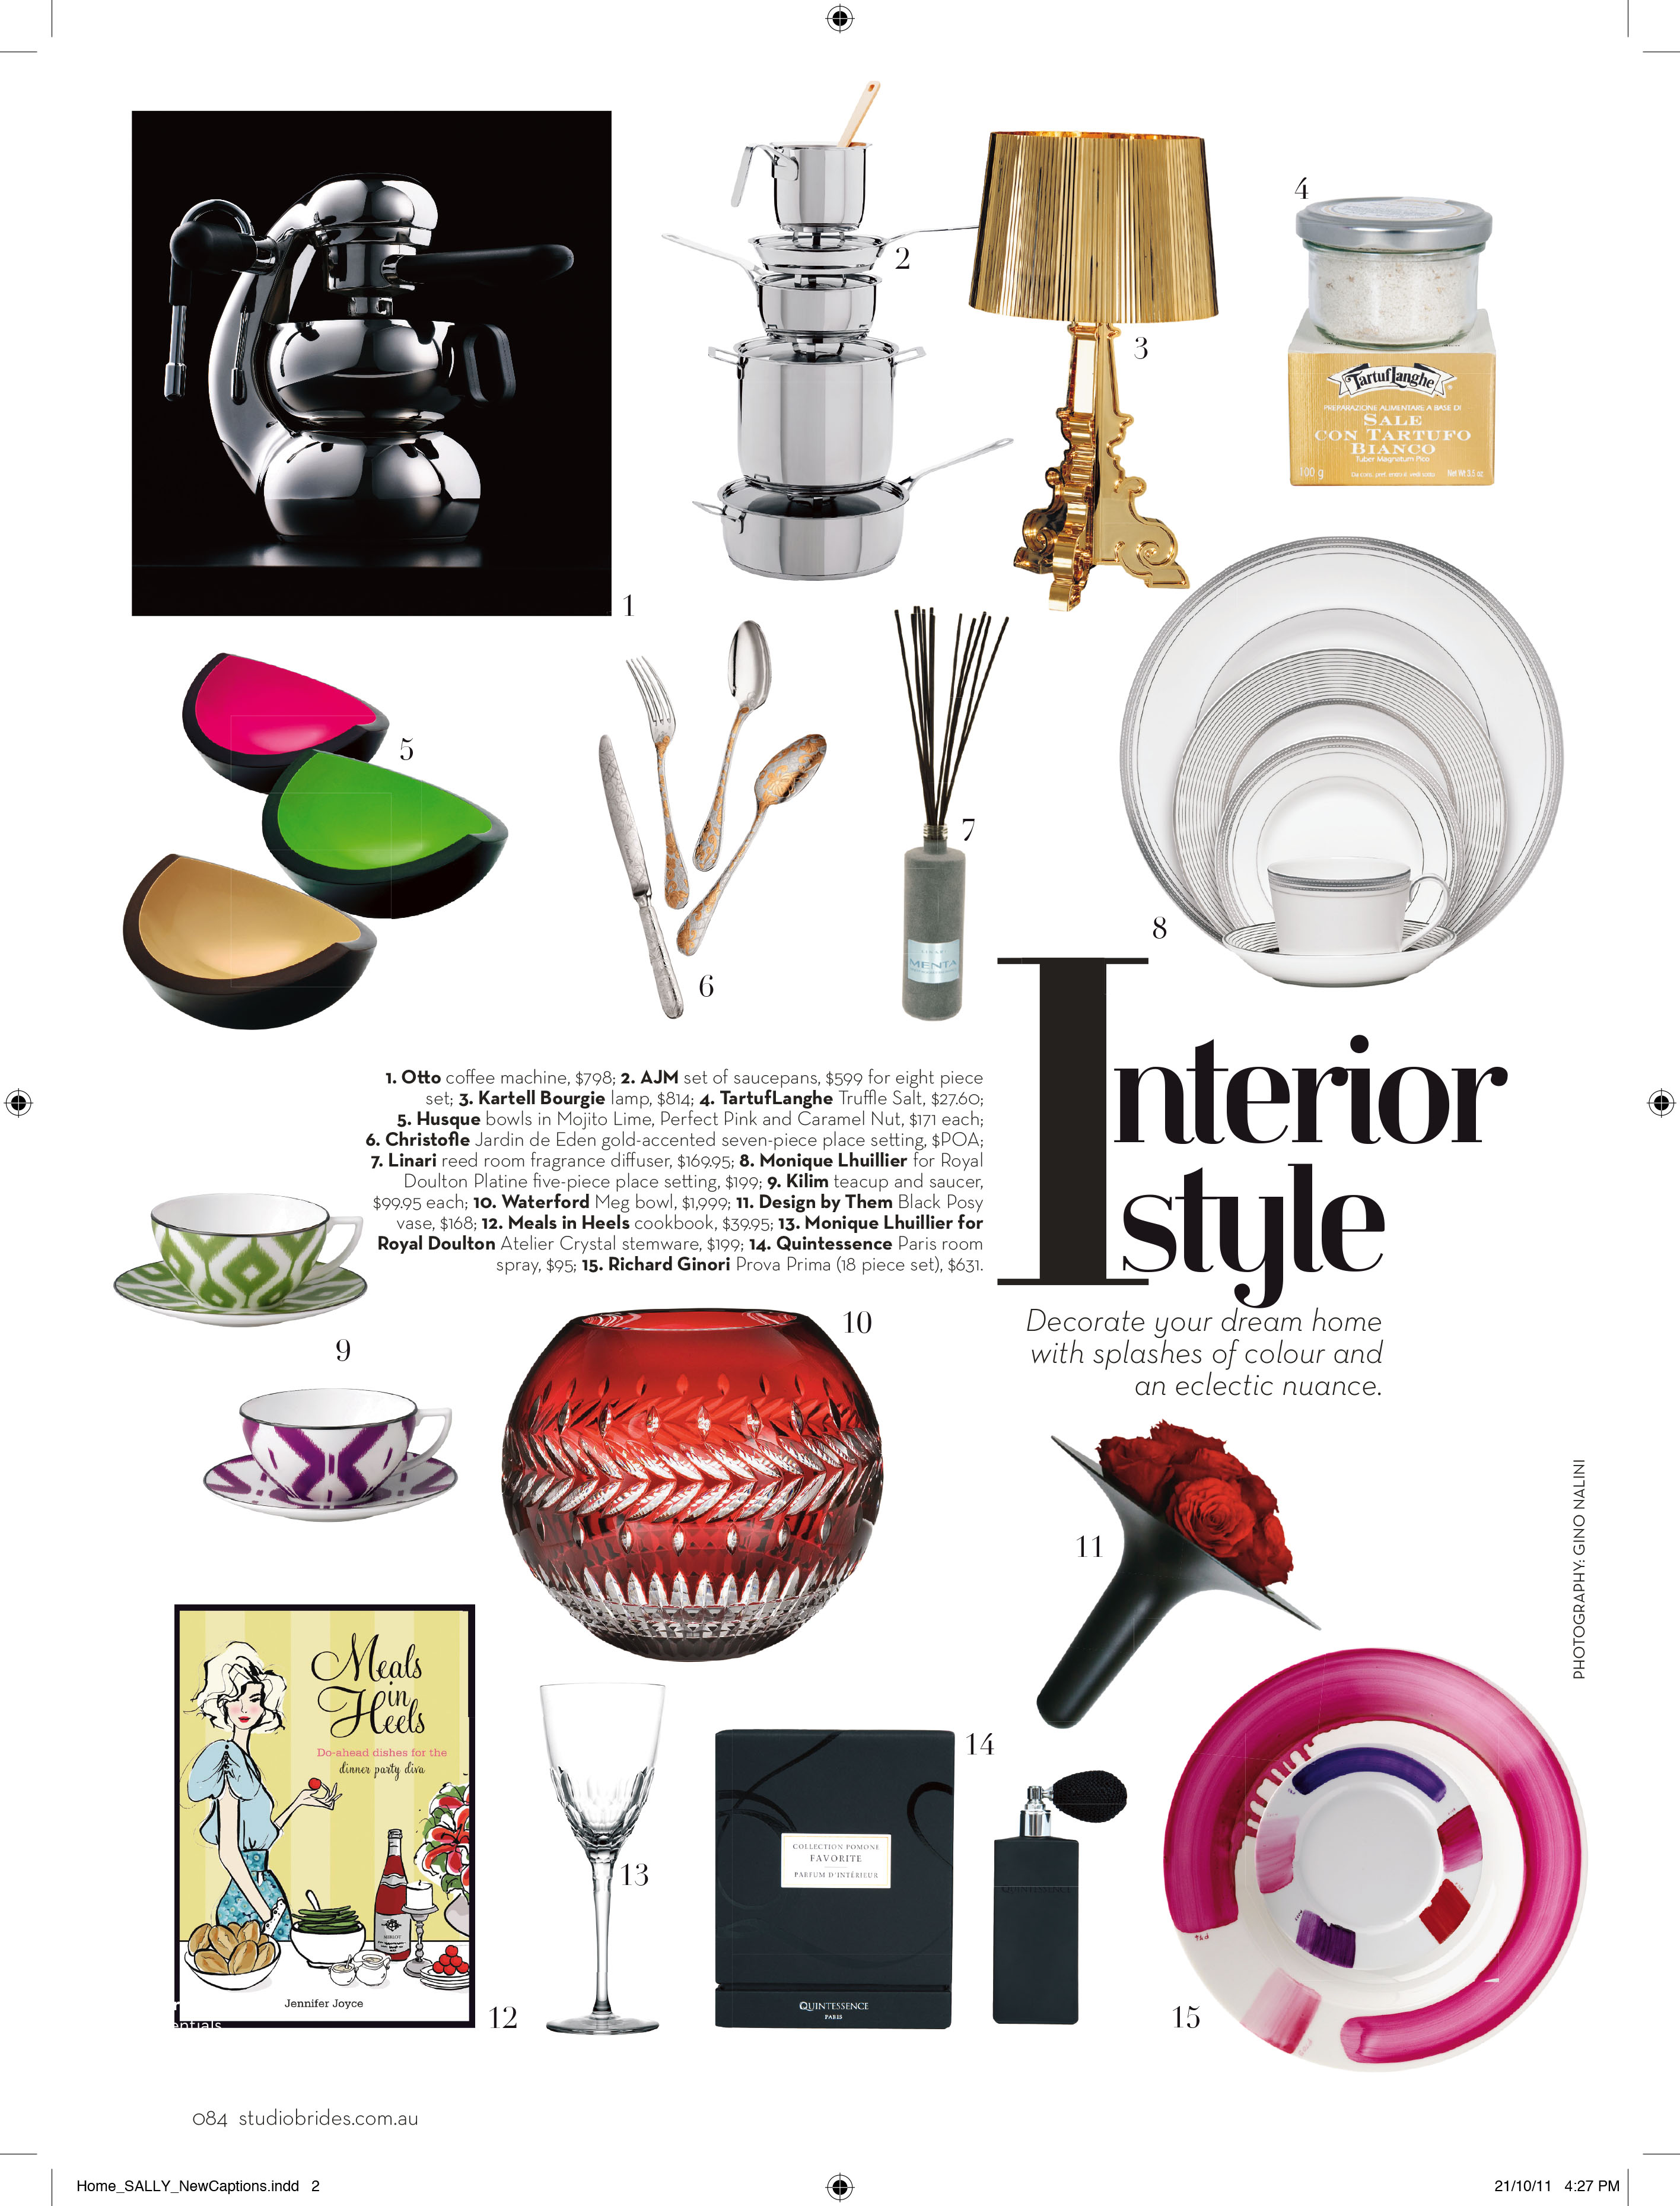 1
2
3
4
TartufLanghe
PREPARAZIONE ALIMENTARE A BASE DI
SALE
CON TARTUFO
BIANCO
Tuber Magnatum Pico
100 g
Net Wt 3.5 oz
5
6
7
MENTA
8
Interior
style
Decorate your dream home
with splashes of colour and
an eclectic nuance.
1. Otto coffee machine, $798; 2. AJM set of saucepans, $599 for eight piece
set; 3. Kartell Bourgie lamp, $814; 4. TartufLanghe Truffle Salt, $27.60;
5. Husque bowls in Mojito Lime, Perfect Pink and Caramel Nut, $171 each;
6. Christofle Jardin de Eden gold-accented seven-piece place setting, $POA;
7. Linari reed room fragrance diffuser, $169.95; 8. Monique Lhuillier for Royal
Doulton Platine five-piece place setting, $199; 9. Kilim teacup and saucer,
$99.95 each; 10. Waterford Meg bowl, $1,999; 11. Design by Them Black Posy
vase, $168; 12. Meals in Heels cookbook, $39.95; 13. Monique Lhuillier for
Royal Doulton Atelier Crystal stemware, $199; 14. Quintessence Paris room
spray, $95; 15. Richard Ginori Prova Prima (18 piece set), $631.
9
10
11
PHOTOGRAPHY: GINO NALINI
Meals
in
Heels
Do-ahead dishes for the
dinner party diva
MERLOT
Jennifer Joyce
entials
12
13
14
COLLECTION POMONE
FAVORITE
PARFUM D'INTÉRIEUR
QUINTESSENCE
PARIS
QUINTESSENCE
15
084 studiobrides.com.au
Home_SALLY_NewCaptions.indd 2
21/10/11 4:27 PM